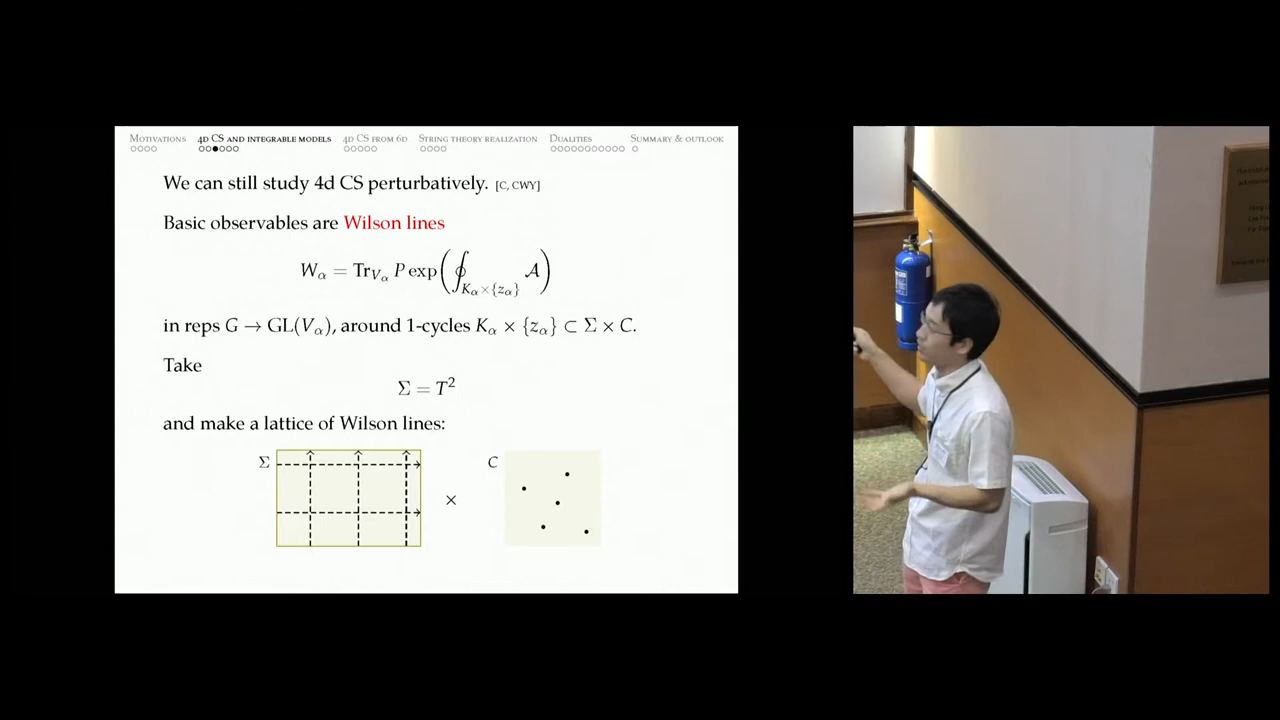 Motivations 4d CS and integrable models 4d CS from 6d String theory realization Dualities Summary & outlook
We can still study 4d CS perturbatively. [C, CWY]
Basic observables are Wilson lines
W_α = Tr_{V_α} P exp(∮_{K_α×{z_α}} 𝒜)
in reps G → GL(V_α), around 1-cycles K_α × {z_α} ⊂ Σ × C.
Take
Σ = T²
and make a lattice of Wilson lines:
Σ × C